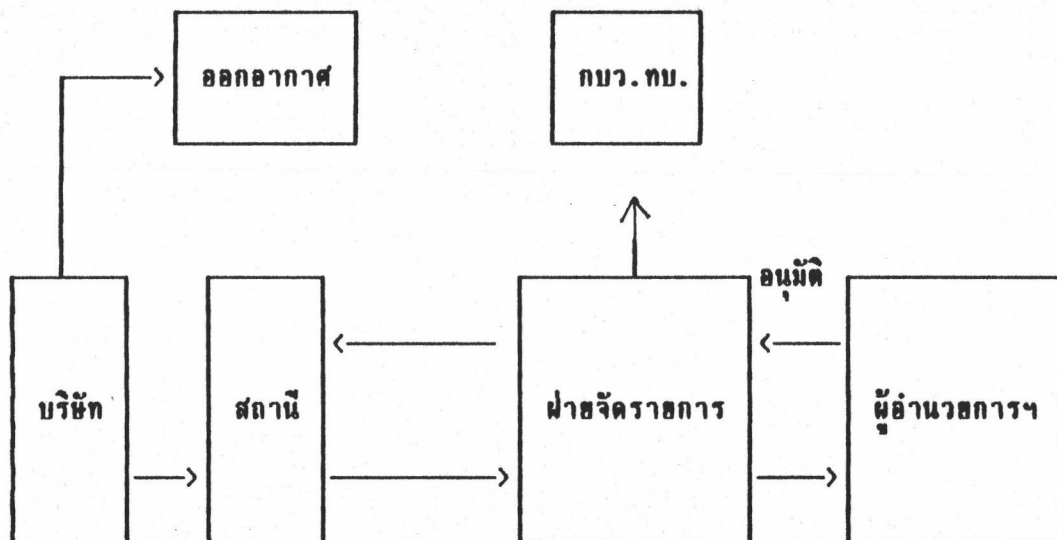 ออกอากาศ
กบว.ทบ.
อนุมัติ
บริษัท
สถานี
ฝ่ายจัดรายการ
ผู้อำนวยการฯ